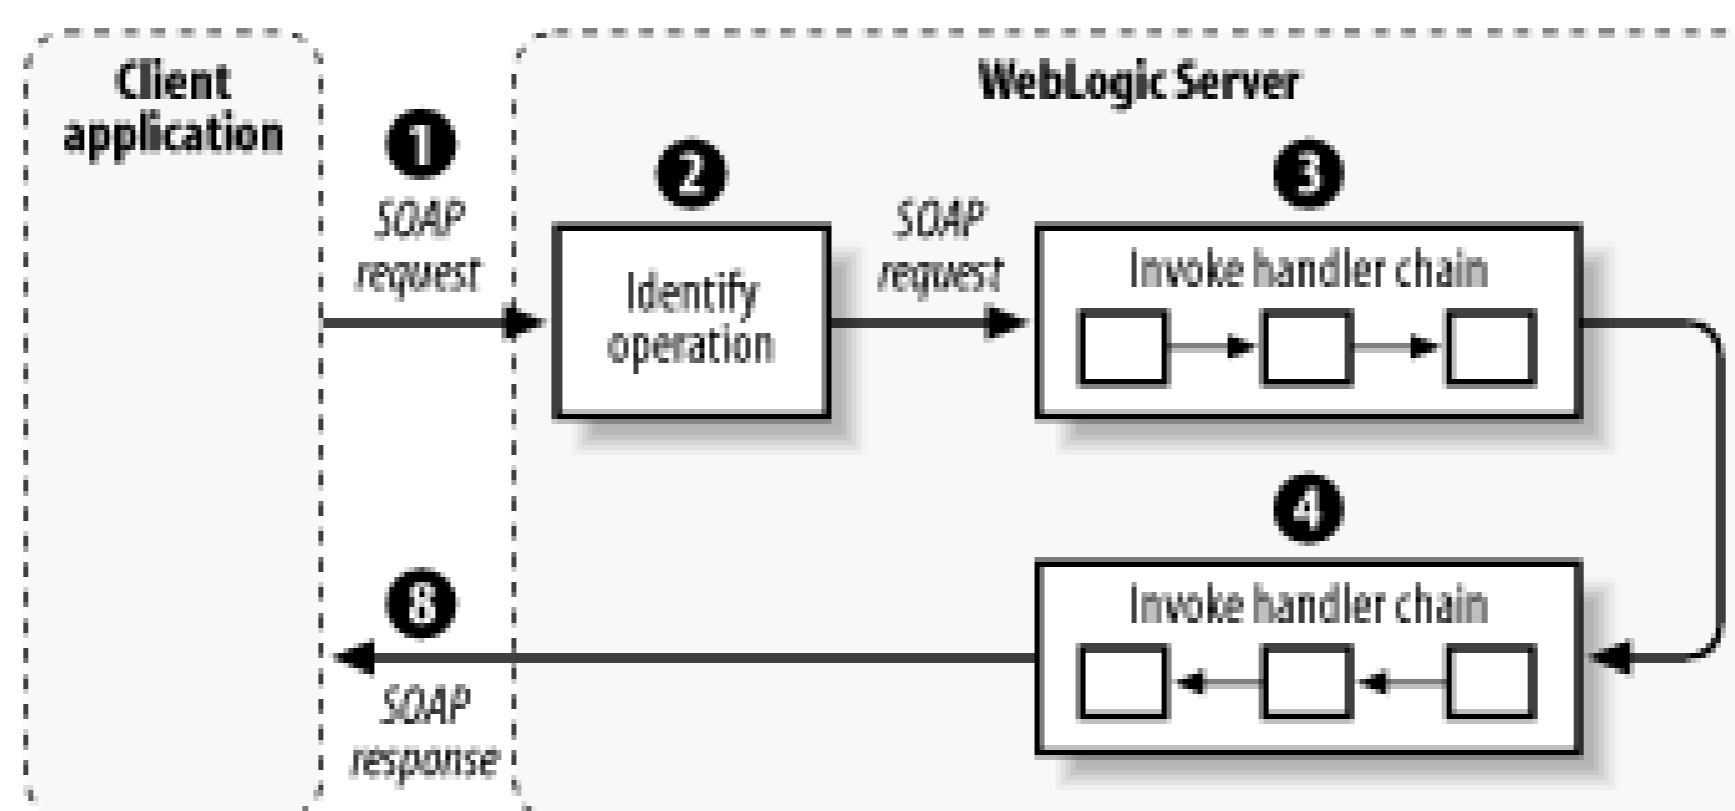 Client
application
WebLogic Server
1
SOAP
request
2
Identify
operation
SOAP
request
3
Invoke handler chain
4
Invoke handler chain
8
SOAP
response